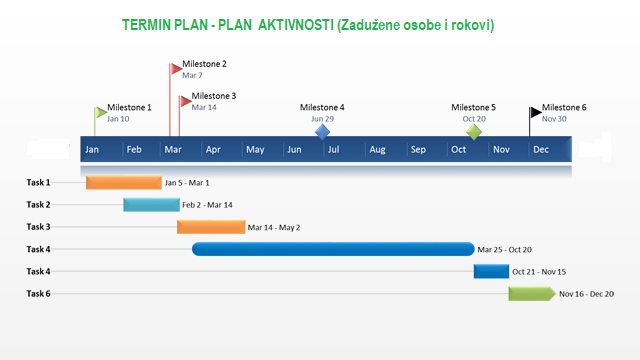 TERMIN PLAN - PLAN AKTIVNOSTI (Zadužene osobe i rokovi)
Milestone 2
Mar 7
Milestone 3
Mar 14
Milestone 1
Jan 10
Milestone 4
Jun 29
Milestone 5
Oct 20
Milestone 6
Nov 30
Jan Feb Mar Apr May Jun Jul Aug Sep Oct Nov Dec
Task 1 Jan 5 - Mar 1
Task 2 Feb 2 - Mar 14
Task 3 Mar 14 - May 2
Task 4 Mar 25 - Oct 20
Task 4 Oct 21 - Nov 15
Task 6 Nov 16 - Dec 20